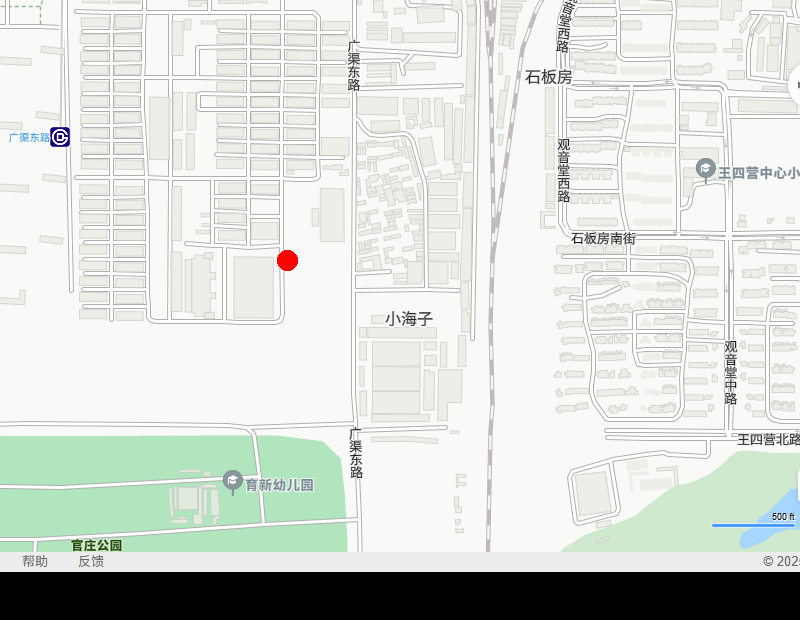 观音堂西路
广渠东路
石板房
广渠东路
观音堂西路
王四营中心小
石板房南街
小海子
观音堂中路
广渠东路
王四营北路
育新幼儿园
500 ft
官庄公园
帮助
反馈
© 202